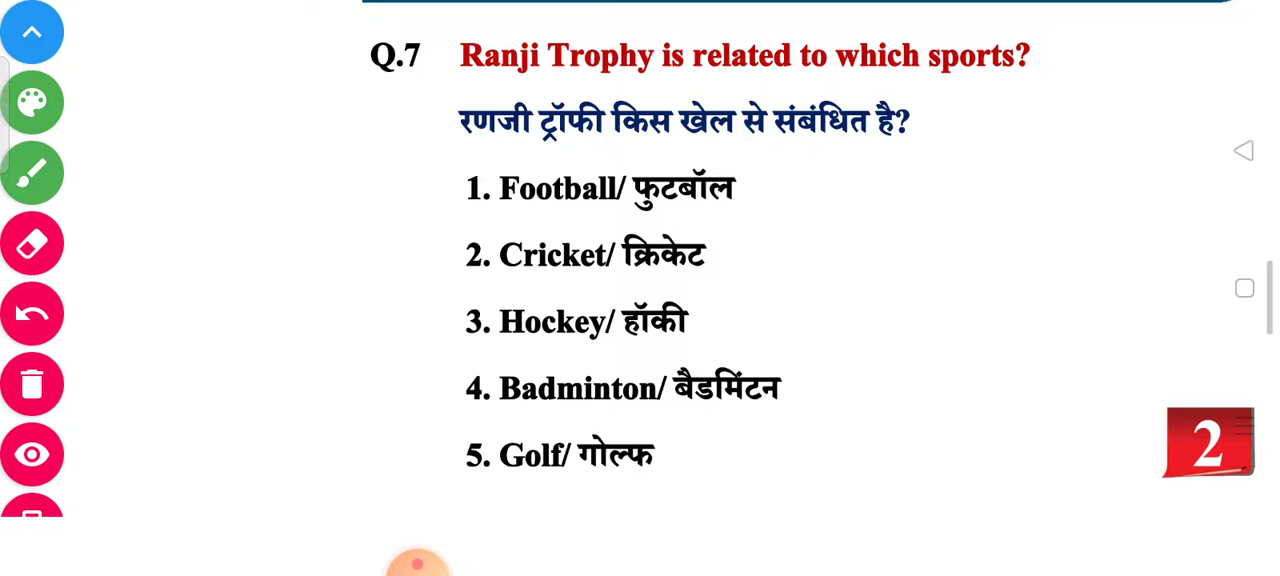 Q.7 Ranji Trophy is related to which sports?
रणजी ट्रॉफी किस खेल से संबंधित है?
1. Football/ फुटबॉल
2. Cricket/ क्रिकेट
3. Hockey/ हॉकी
4. Badminton/ बैडमिंटन
5. Golf/ गोल्फ
2